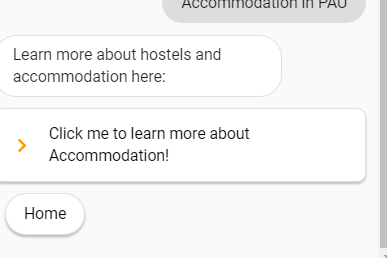 Accommodation in PAU
Learn more about hostels and
accommodation here:
Click me to learn more about
Accommodation!
Home